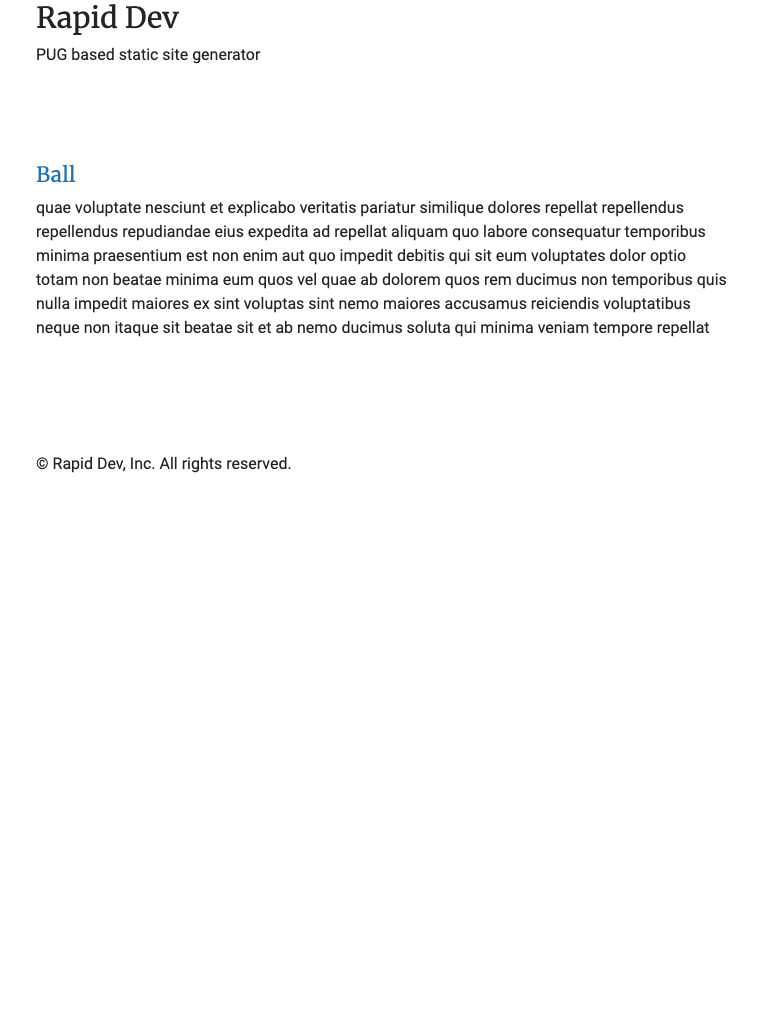 Rapid Dev
PUG based static site generator
Ball
quae voluptate nesciunt et explicabo veritatis pariatur similique dolores repellat repellendus
repellendus repudiandae eius expedita ad repellat aliquam quo labore consequatur temporibus
minima praesentium est non enim aut quo impedit debitis qui sit eum voluptates dolor optio
totam non beatae minima eum quos vel quae ab dolorem quos rem ducimus non temporibus quis
nulla impedit maiores ex sint voluptas sint nemo maiores accusamus reiciendis voluptatibus
neque non itaque sit beatae sit et ab nemo ducimus soluta qui minima veniam tempore repellat
© Rapid Dev, Inc. All rights reserved.